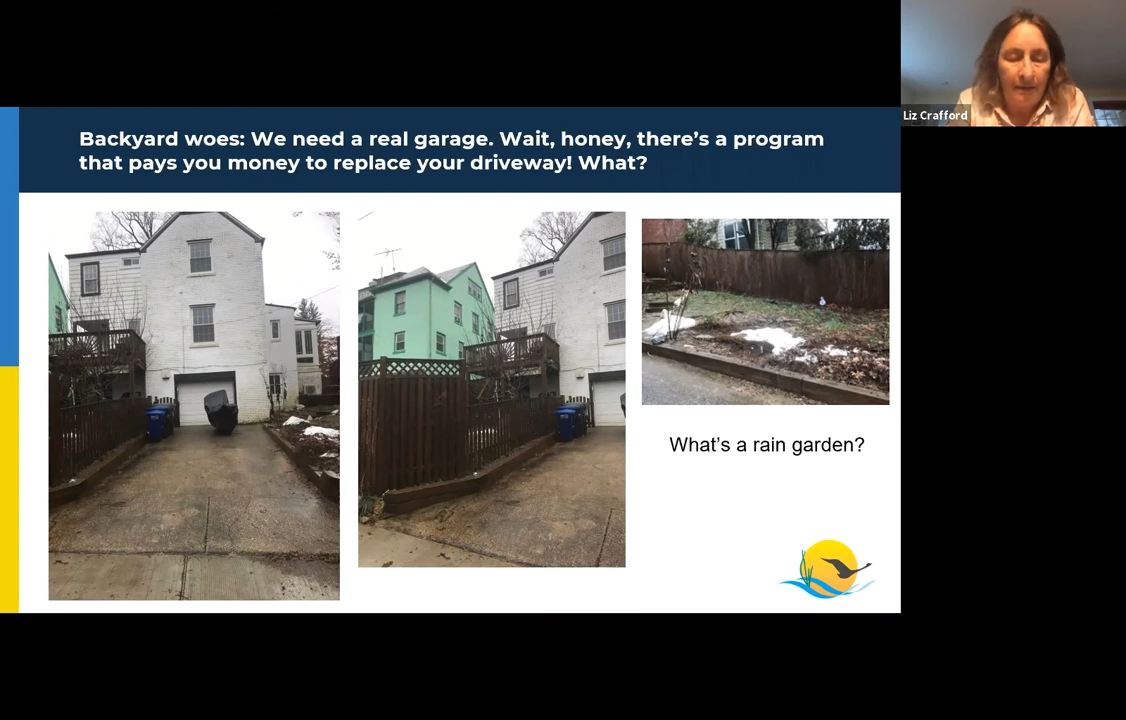 Backyard woes: We need a real garage. Wait, honey, there’s a program
that pays you money to replace your driveway! What?
Liz Crafford
What’s a rain garden?